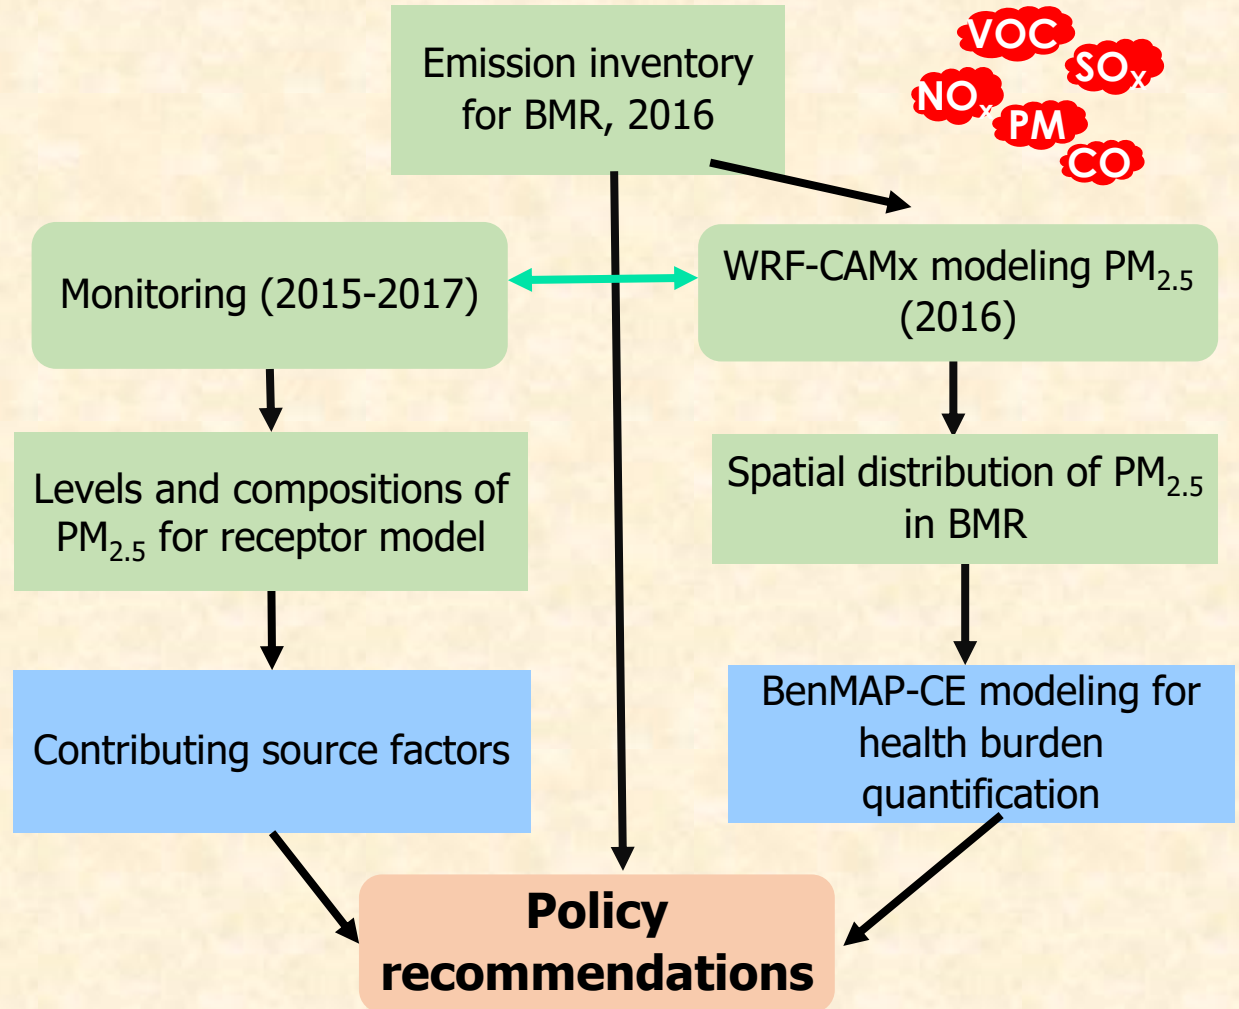 Emission inventory
for BMR, 2016
VOC
SOₓ
NOₓ
PM
CO
Monitoring (2015-2017)
WRF-CAMx modeling PM₂.₅
(2016)
Levels and compositions of
PM₂.₅ for receptor model
Spatial distribution of PM₂.₅
in BMR
Contributing source factors
BenMAP-CE modeling for
health burden
quantification
Policy
recommendations